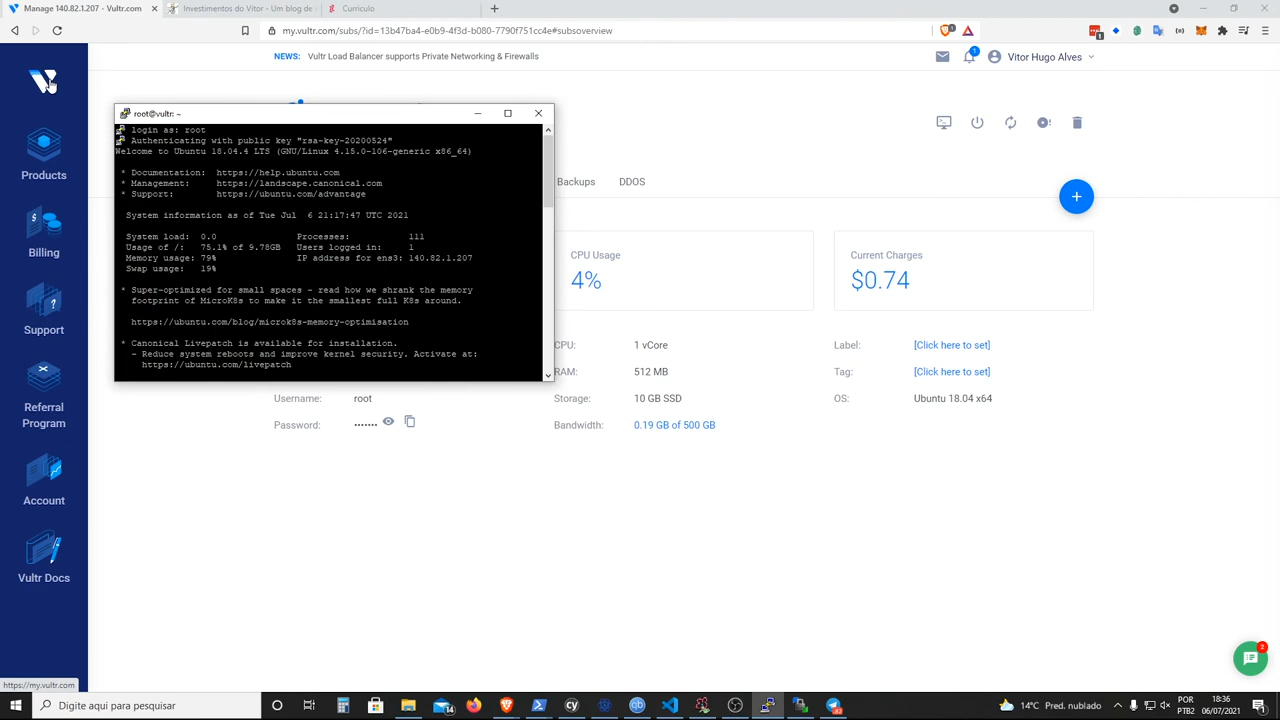 Manage 140.82.1.207 - Vultr.com
Investimentos do Vitor - Um blog de
Curriculo
my.vultr.com/subs/?id=13b47ba4-e0b9-4f3d-b080-7790f751cc4e#subsoverview
NEWS: Vultr Load Balancer supports Private Networking & Firewalls
1
Vitor Hugo Alves
Products
Billing
Support
Referral
Program
Account
Vultr Docs
root@vultr: ~
login as: root
Authenticating with public key "rsa-key-20200524"
Welcome to Ubuntu 18.04.4 LTS (GNU/Linux 4.15.0-106-generic x86_64)
* Documentation: https://help.ubuntu.com
* Management: https://landscape.canonical.com
* Support: https://ubuntu.com/advantage
System information as of Tue Jul 6 21:17:47 UTC 2021
System load: 0.0 Processes: 111
Usage of /: 75.1% of 9.78GB Users logged in: 1
Memory usage: 79% IP address for ens3: 140.82.1.207
Swap usage: 19%
* Super-optimized for small spaces - read how we shrank the memory
footprint of MicroK8s to make it the smallest full K8s around.
https://ubuntu.com/blog/microk8s-memory-optimisation
* Canonical Livepatch is available for installation.
- Reduce system reboots and improve kernel security. Activate at:
https://ubuntu.com/livepatch
Backups DDOS
CPU Usage
4%
Current Charges
$0.74
CPU: 1 vCore Label: [Click here to set]
RAM: 512 MB Tag: [Click here to set]
Username: root Storage: 10 GB SSD OS: Ubuntu 18.04 x64
Password: ••••••• Bandwidth: 0.19 GB of 500 GB
2
https://my.vultr.com
Digite aqui para pesquisar
14°C Pred. nublado
POR
PTB2
18:36
06/07/2021